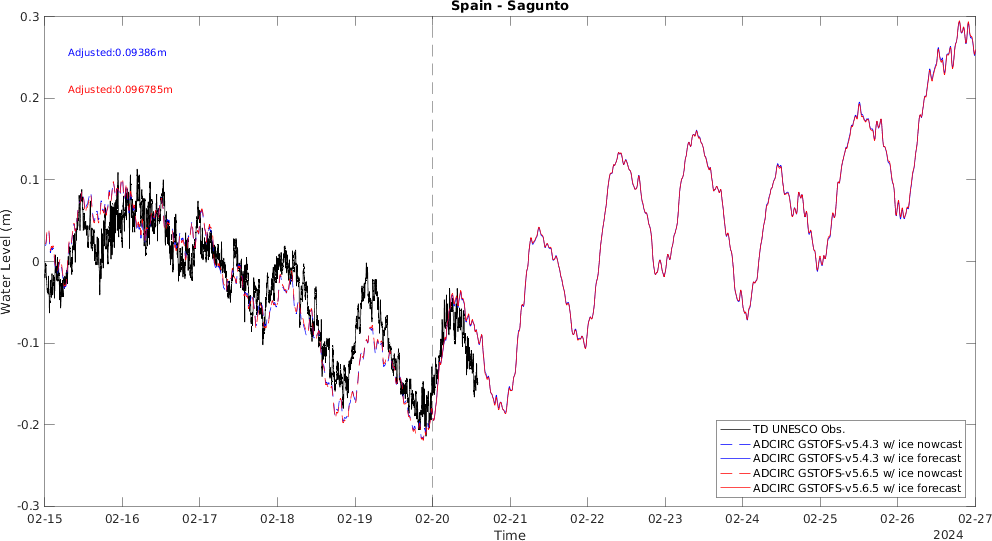 Spain - Sagunto
0.3
Adjusted:0.09386m
Adjusted:0.096785m
0.2
0.1
0
-0.1
-0.2
-0.3
Water Level (m)
TD UNESCO Obs.
ADCIRC GSTOFS-v5.4.3 w/ ice nowcast
ADCIRC GSTOFS-v5.4.3 w/ ice forecast
ADCIRC GSTOFS-v5.6.5 w/ ice nowcast
ADCIRC GSTOFS-v5.6.5 w/ ice forecast
02-15 02-16 02-17 02-18 02-19 02-20 02-21 02-22 02-23 02-24 02-25 02-26 02-27
Time
2024